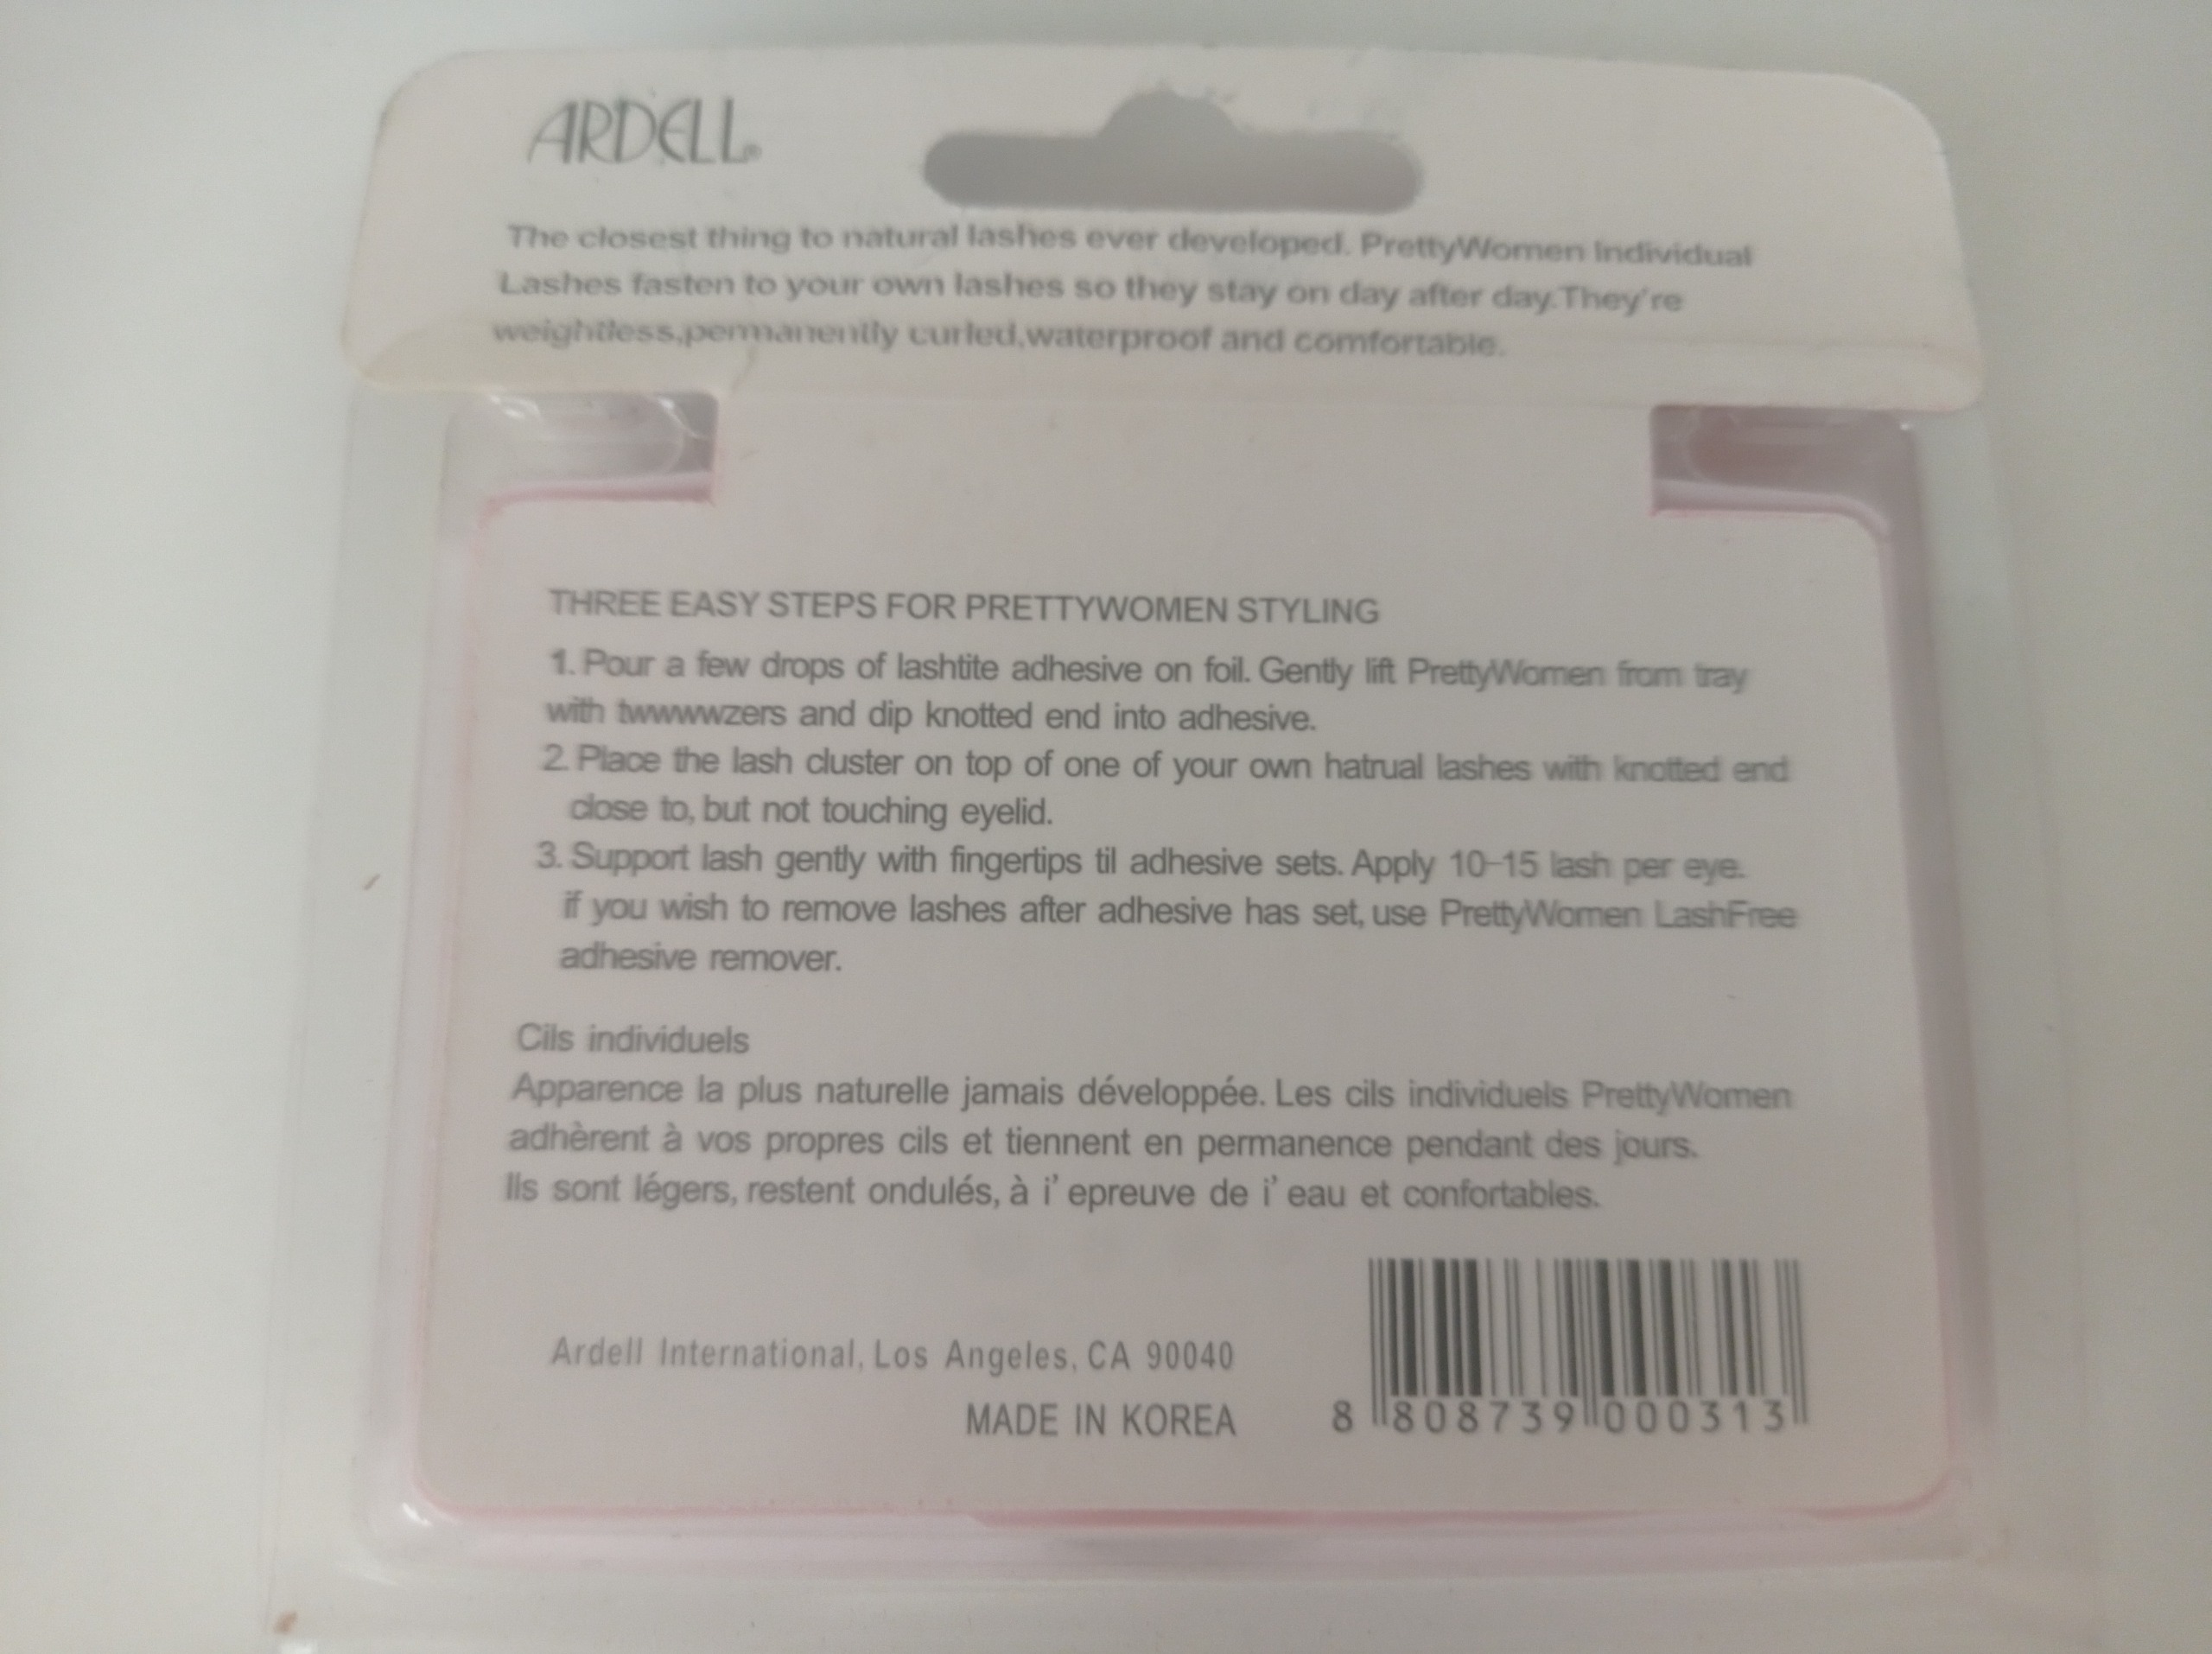 ARDELL®
The closest thing to natural lashes ever developed. PrettyWomen Individual
Lashes fasten to your own lashes so they stay on day after day.They're
weightless,permanently curled,waterproof and comfortable.
THREE EASY STEPS FOR PRETTYWOMEN STYLING
1. Pour a few drops of lashtite adhesive on foil. Gently lift PrettyWomen from tray
with twwwwzers and dip knotted end into adhesive.
2. Place the lash cluster on top of one of your own hatrual lashes with knotted end
close to, but not touching eyelid.
3. Support lash gently with fingertips til adhesive sets. Apply 10-15 lash per eye.
if you wish to remove lashes after adhesive has set, use PrettyWomen LashFree
adhesive remover.
Cils individuels
Apparence la plus naturelle jamais développée. Les cils individuels PrettyWomen
adhèrent à vos propres cils et tiennent en permanence pendant des jours.
Ils sont légers, restent ondulés, à i' epreuve de i' eau et confortables.
Ardell International, Los Angeles, CA 90040
MADE IN KOREA
8 808739 000313